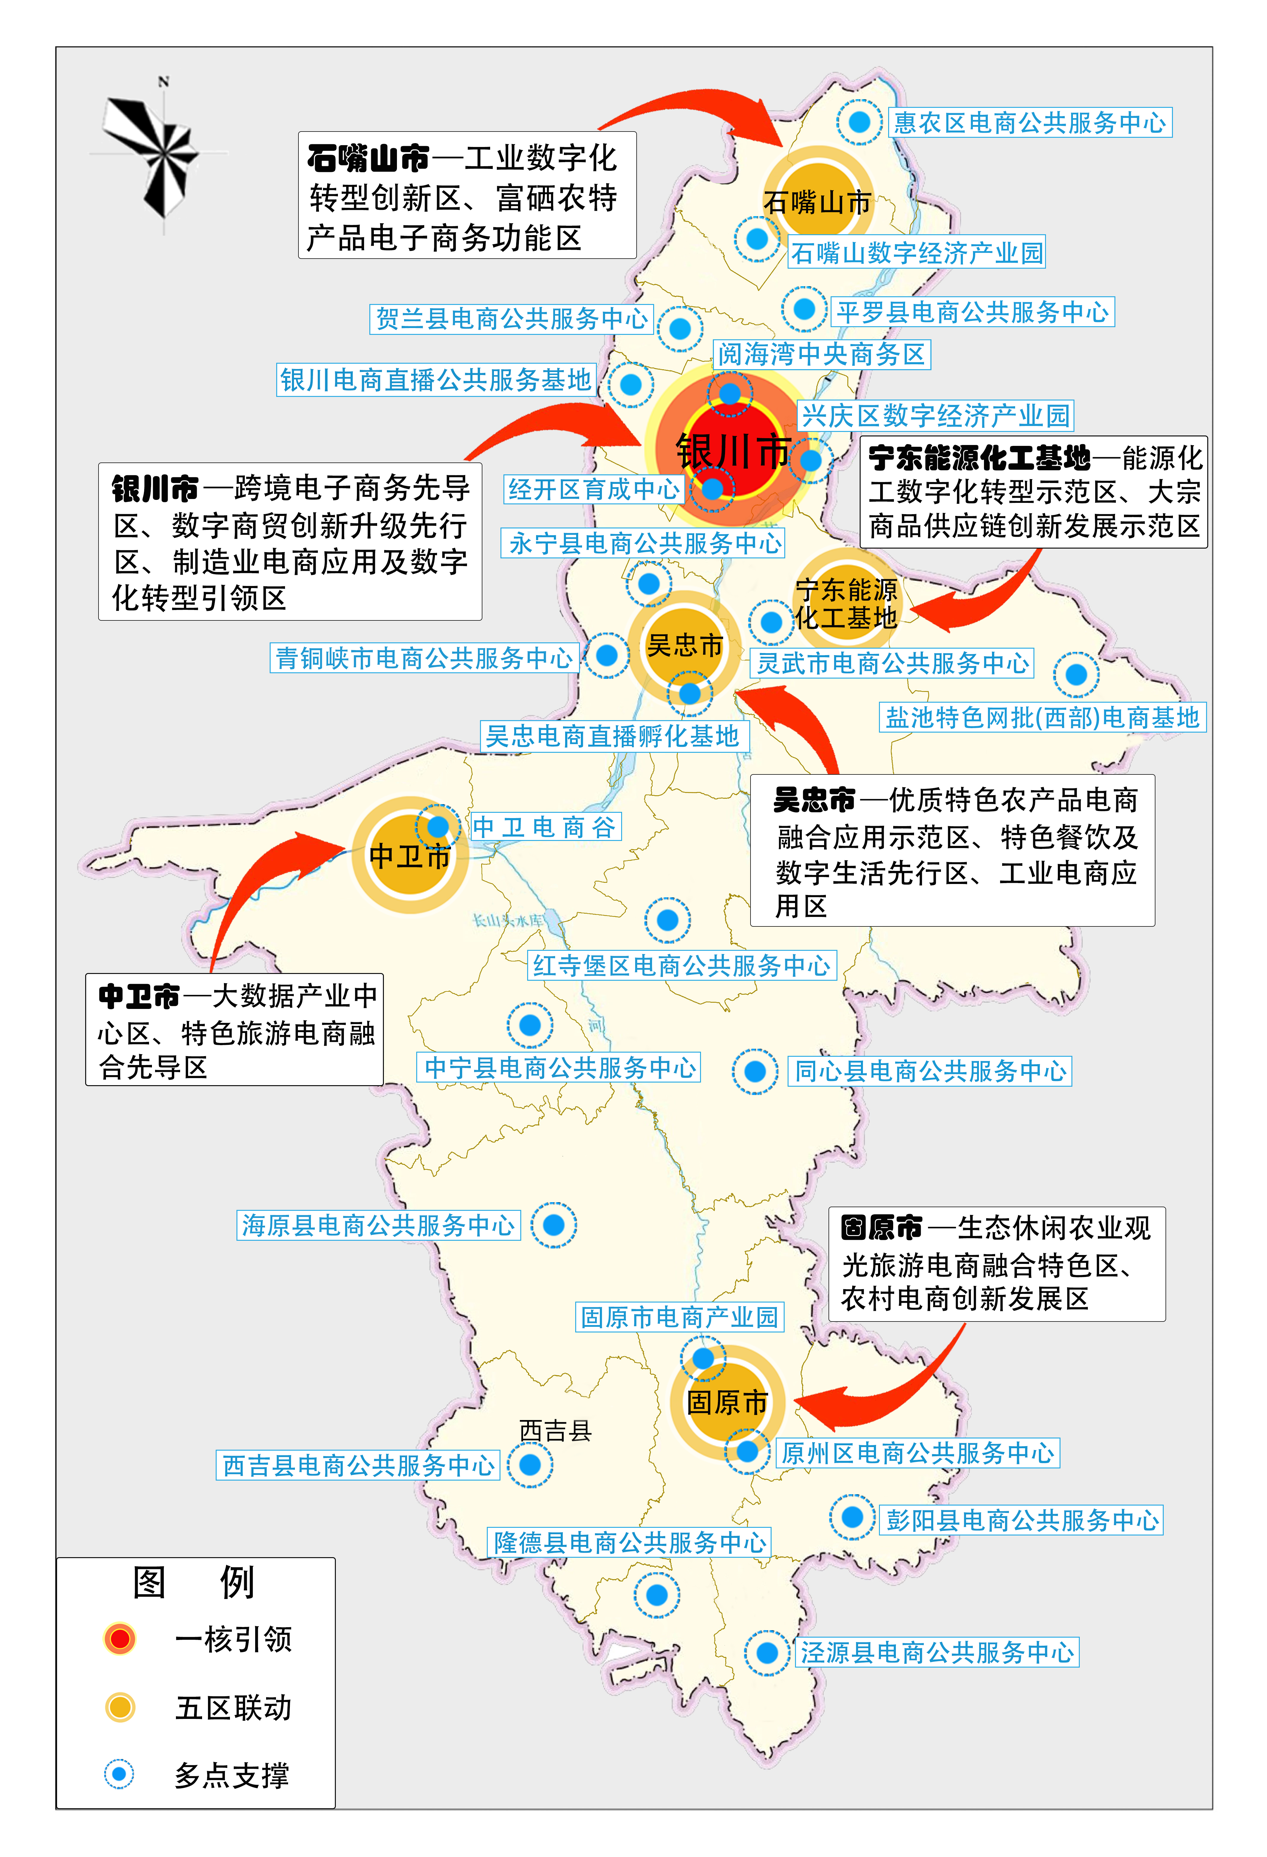 N
惠农区电商公共服务中心
石嘴山市—工业数字化
转型创新区、富硒农特
产品电子商务功能区
石嘴山市
石嘴山数字经济产业园
贺兰县电商公共服务中心
平罗县电商公共服务中心
阅海湾中央商务区
银川电商直播公共服务基地
兴庆区数字经济产业园
银川市
宁东能源化工基地—能源化
工数字化转型示范区、大宗
商品供应链创新发展示范区
银川市—跨境电子商务先导
区、数字商贸创新升级先行
区、制造业电商应用及数字
化转型引领区
经开区育成中心
永宁县电商公共服务中心
宁东能源
化工基地
吴忠市
青铜峡市电商公共服务中心
灵武市电商公共服务中心
盐池特色网批(西部)电商基地
吴忠电商直播孵化基地
吴忠市—优质特色农产品电商
融合应用示范区、特色餐饮及
数字生活先行区、工业电商应
用区
中卫电商谷
中卫市
长山头水库
红寺堡区电商公共服务中心
中卫市—大数据产业中
心区、特色旅游电商融
合先导区
河
中宁县电商公共服务中心
同心县电商公共服务中心
海原县电商公共服务中心
固原市—生态休闲农业观
光旅游电商融合特色区、
农村电商创新发展区
固原市电商产业园
固原市
西吉县
原州区电商公共服务中心
西吉县电商公共服务中心
彭阳县电商公共服务中心
隆德县电商公共服务中心
泾源县电商公共服务中心
图例
一核引领
五区联动
多点支撑